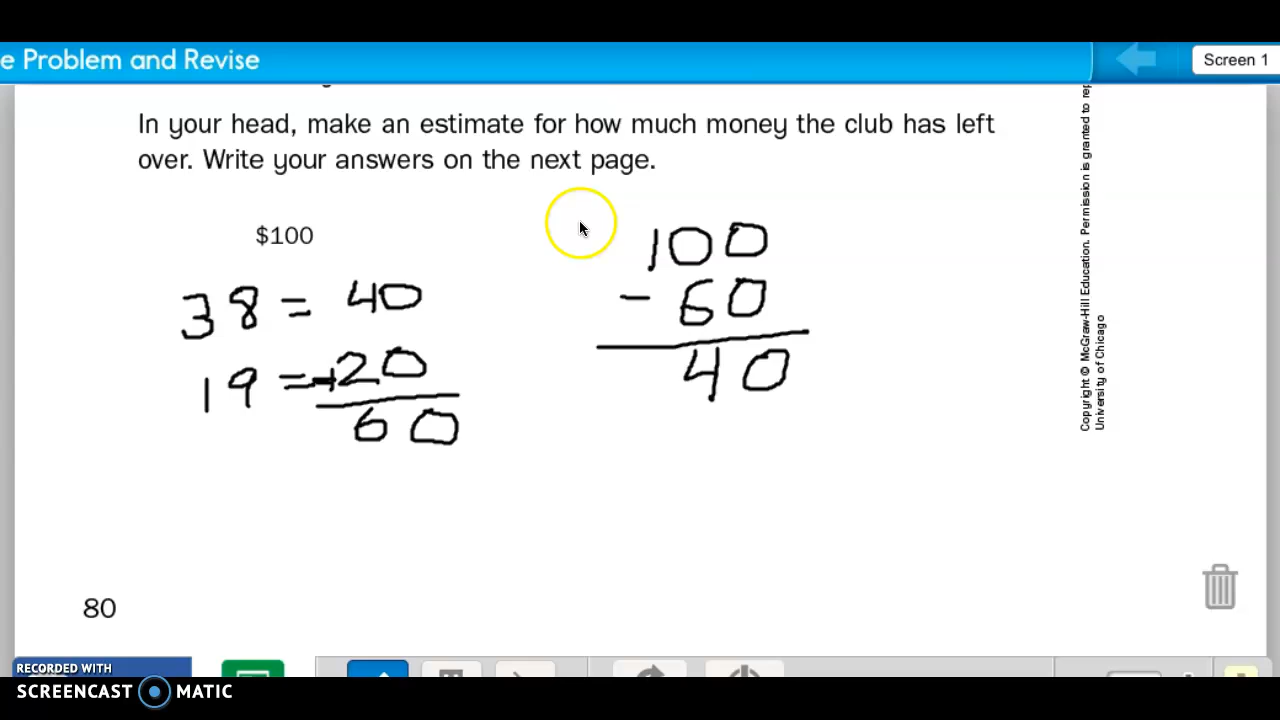 e Problem and Revise
Screen 1
In your head, make an estimate for how much money the club has left
over. Write your answers on the next page.
$100
38 = 40
19 = +20
60
100
- 60
40
Copyright © McGraw-Hill Education. Permission is granted to rep
University of Chicago
80
RECORDED WITH
SCREENCAST MATIC